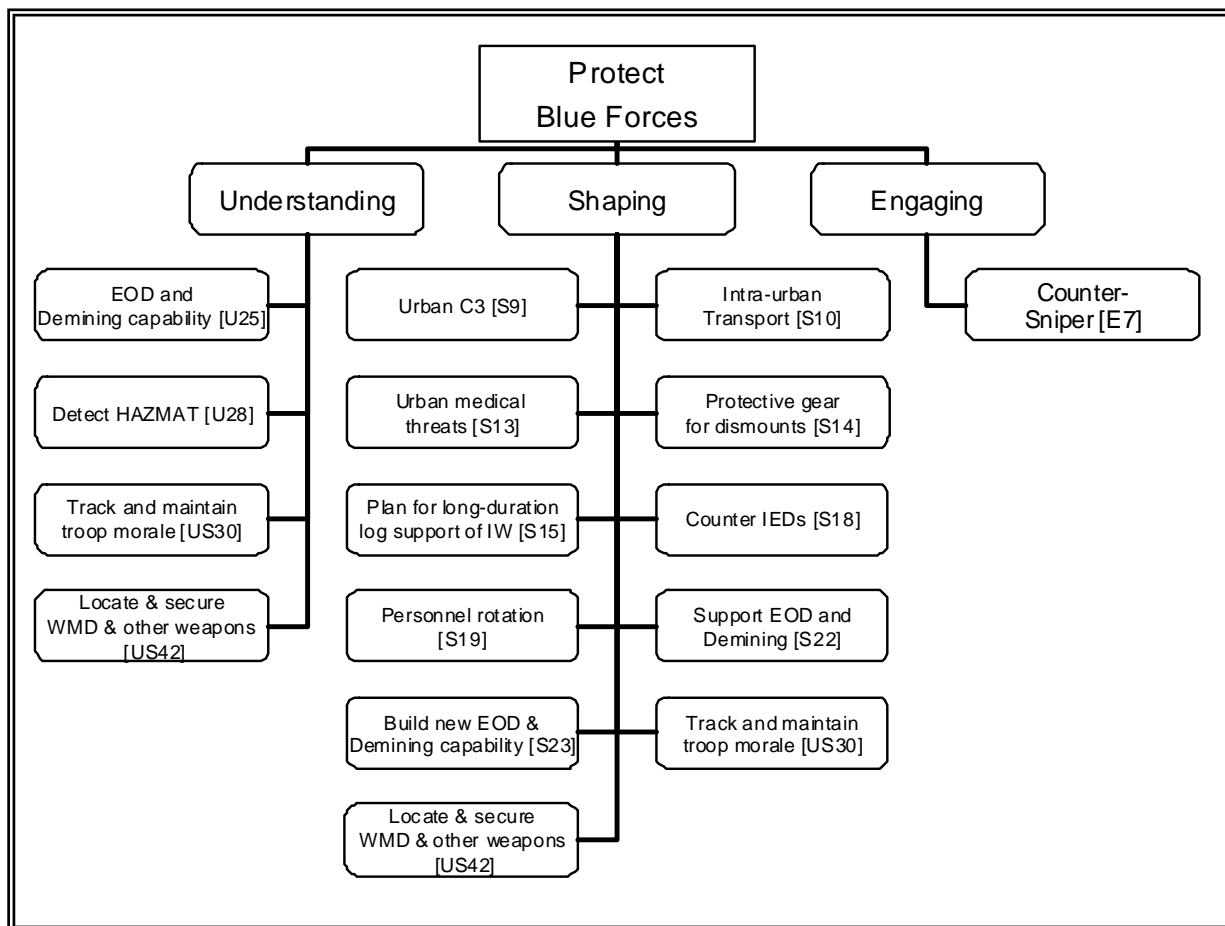 Protect
Blue Forces
Understanding
Shaping
Engaging
EOD and
Demining capability [U25]
Urban C3 [S9]
Intra-urban
Transport [S10]
Counter-
Sniper [E7]
Detect HAZMAT [U28]
Urban medical
threats [S13]
Protective gear
for dismounts [S14]
Track and maintain
troop morale [US30]
Plan for long-duration
log support of IW [S15]
Counter IEDs [S18]
Locate & secure
WMD & other weapons
[US42]
Personnel rotation
[S19]
Support EOD and
Demining [S22]
Build new EOD &
Demining capability [S23]
Track and maintain
troop morale [US30]
Locate & secure
WMD & other weapons
[US42]